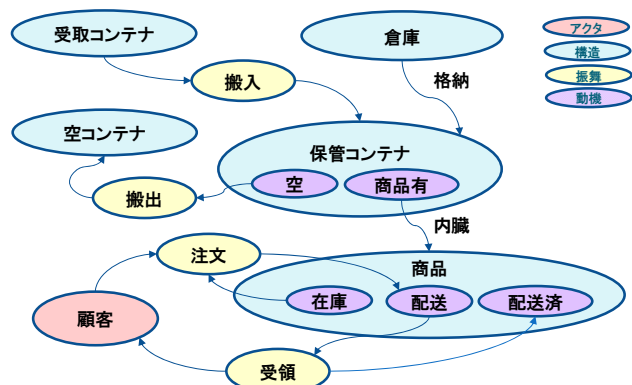 受取コンテナ
倉庫
アクタ
構造
振舞
動機
搬入
格納
空コンテナ
保管コンテナ
空
商品有
搬出
内臓
注文
商品
在庫
配送
配送済
顧客
受領